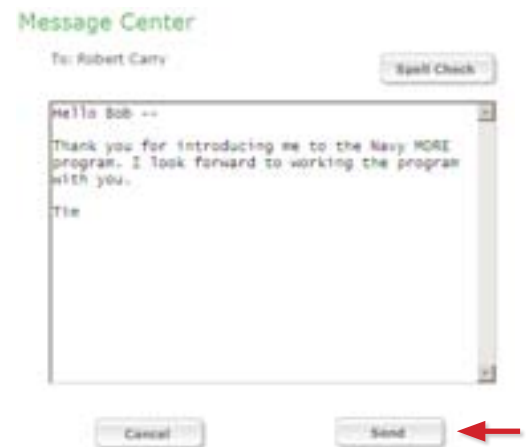 Message Center
To: Robert Carry
Spell Check
Hello Bob --
Thank you for introducing me to the Navy MORE
program. I look forward to working the program
with you.
Tim
Cancel
Send